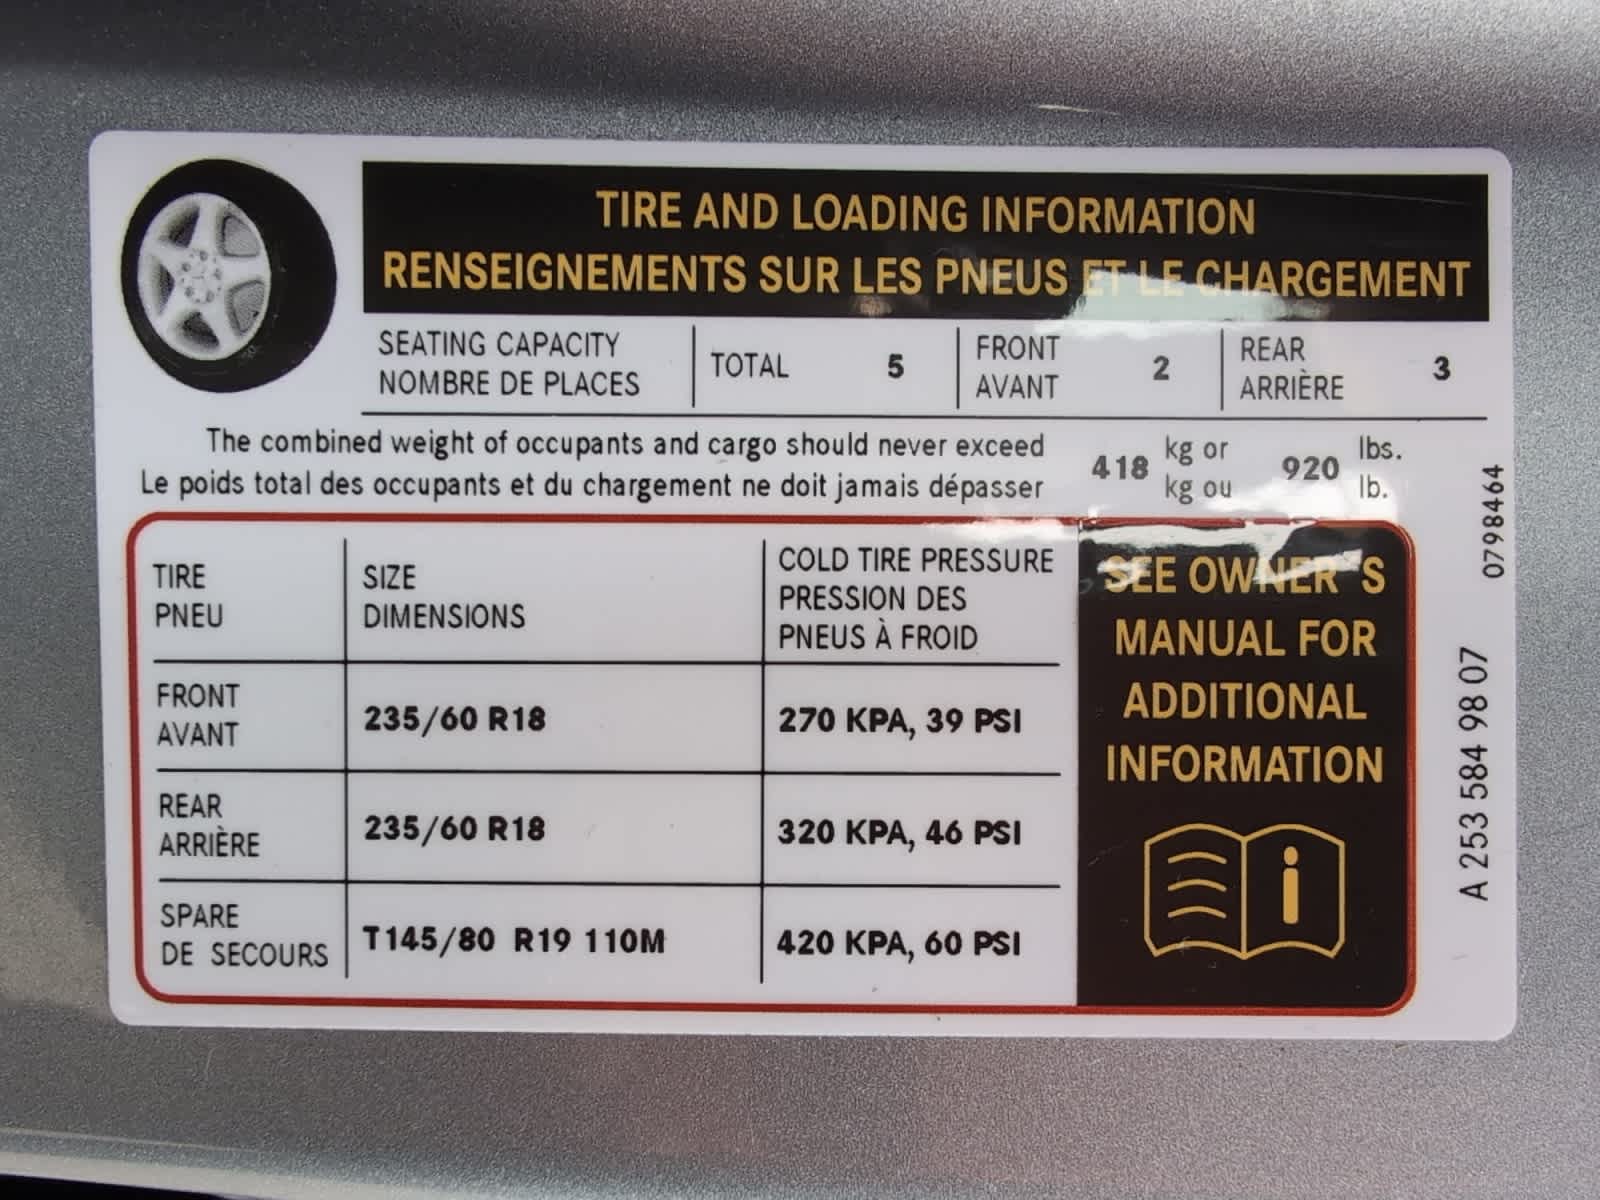 TIRE AND LOADING INFORMATION
RENSEIGNEMENTS SUR LES PNEUS ET LE CHARGEMENT
SEATING CAPACITY
NOMBRE DE PLACES
TOTAL 5
FRONT
AVANT
2
REAR
ARRIÈRE
3
The combined weight of occupants and cargo should never exceed
Le poids total des occupants et du chargement ne doit jamais dépasser
418
kg or
kg ou
920
lbs.
lb.
TIRE
PNEU
SIZE
DIMENSIONS
COLD TIRE PRESSURE
PRESSION DES
PNEUS À FROID
FRONT
AVANT
235/60 R18
270 KPA, 39 PSI
REAR
ARRIÈRE
235/60 R18
320 KPA, 46 PSI
SPARE
DE SECOURS
T145/80 R19 110M
420 KPA, 60 PSI
SEE OWNER´S
MANUAL FOR
ADDITIONAL
INFORMATION
i
0798464
A 253 584 98 07